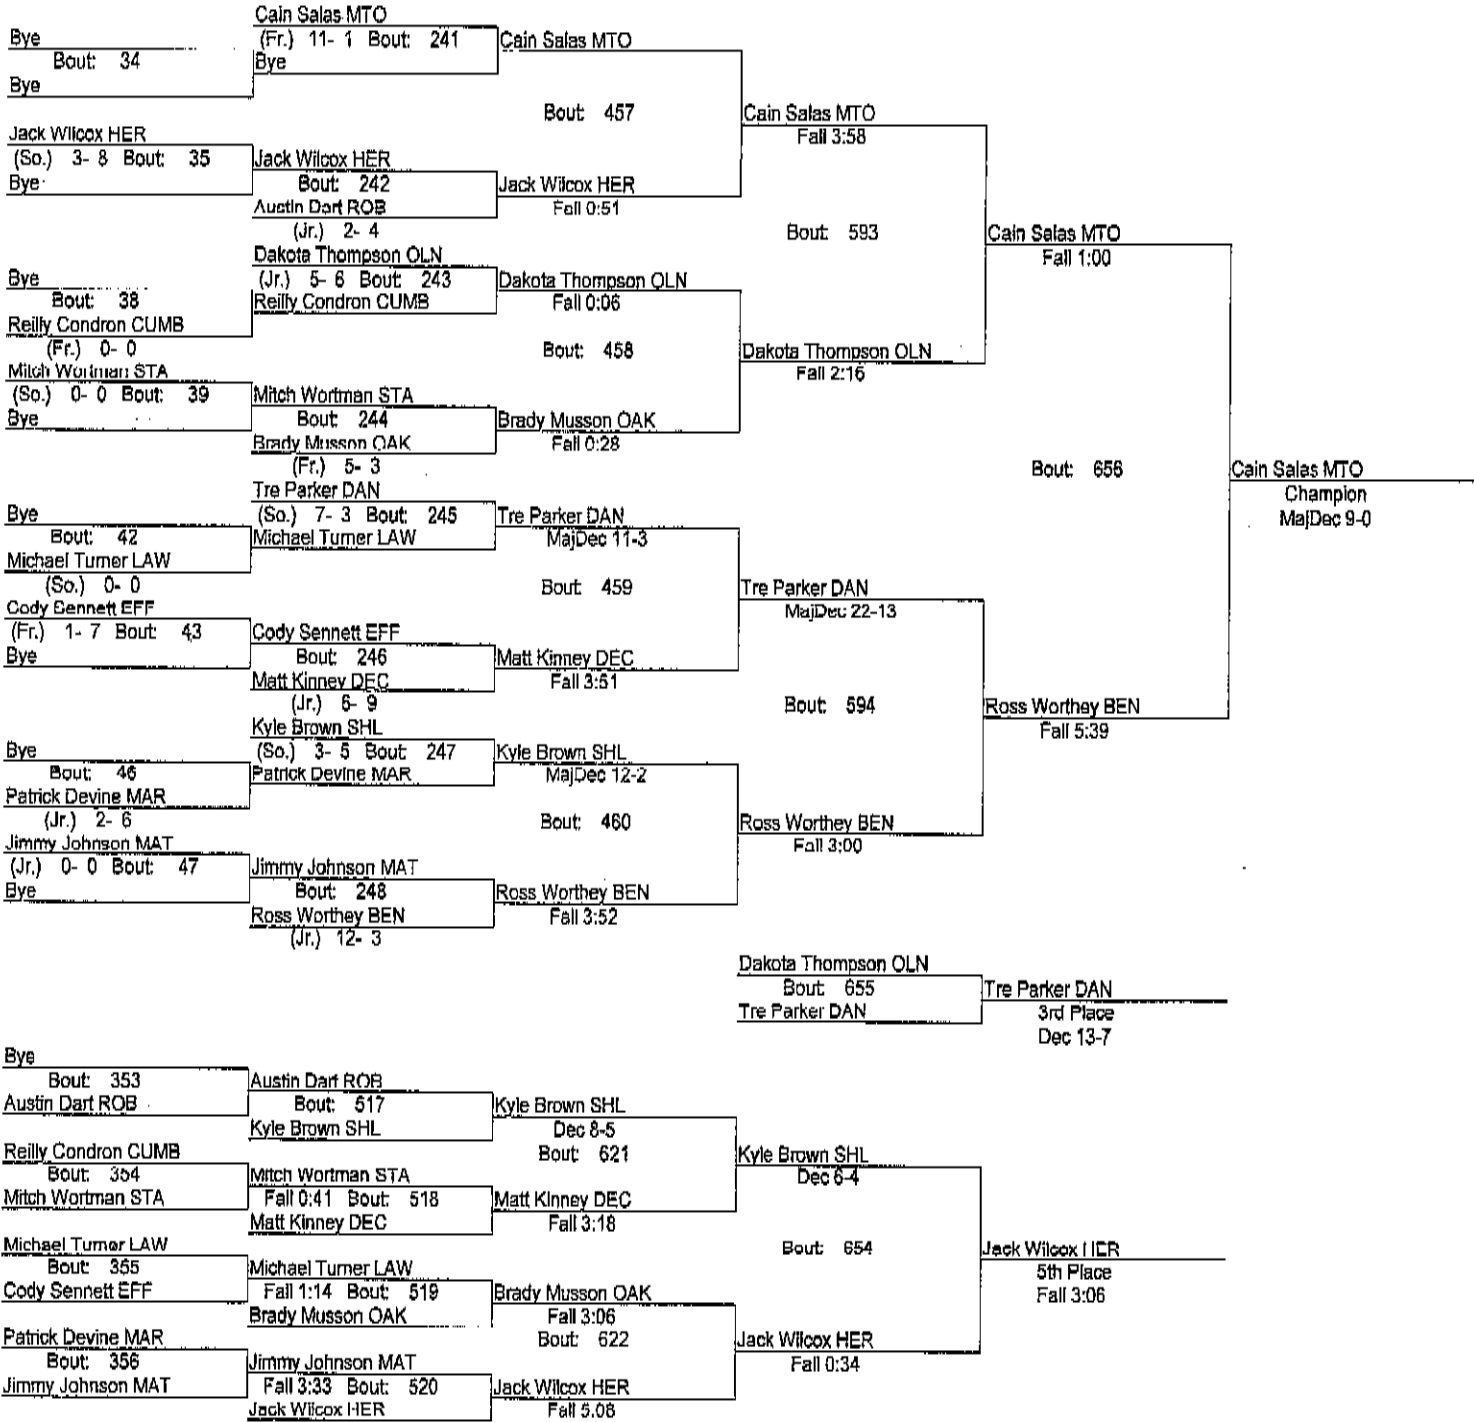 Cain Salas MTO
Bye
(Fr.) 11- 1 Bout: 241
Cain Salas MTO
Bout: 34
Bye
Bye
Bout: 457
Cain Salas MTO
Fall 3:58
Jack Wilcox HER
(So.) 3- 8 Bout: 35
Jack Wilcox HER
Bye
Bout: 242
Jack Wilcox HER
Austin Dart ROB
Fall 0:51
(Jr.) 2- 4
Bout: 593
Cain Salas MTO
Fall 1:00
Dakota Thompson OLN
Bye
(Jr.) 5- 6 Bout: 243
Dakota Thompson OLN
Bout: 38
Reilly Condron CUMB
Fall 0:06
Reilly Condron CUMB
(Fr.) 0- 0
Bout: 458
Dakota Thompson OLN
Fall 2:16
Mitch Wortman STA
(So.) 0- 0 Bout: 39
Mitch Wortman STA
Bye
Bout: 244
Brady Musson OAK
Brady Musson OAK
Fall 0:28
(Fr.) 5- 3
Bout: 656
Cain Salas MTO
Champion
MajDec 9-0
Tre Parker DAN
Bye
(So.) 7- 3 Bout: 245
Tre Parker DAN
Bout: 42
Michael Turner LAW
MajDec 11-3
Michael Turner LAW
(So.) 0- 0
Bout: 459
Tre Parker DAN
MajDec 22-13
Cody Sennett EFF
(Fr.) 1- 7 Bout: 43
Cody Sennett EFF
Bye
Bout: 246
Matt Kinney DEC
Matt Kinney DEC
Fall 3:51
(Jr.) 6- 9
Bout: 594
Ross Worthey BEN
Fall 5:39
Kyle Brown SHL
Bye
(So.) 3- 5 Bout: 247
Kyle Brown SHL
Bout: 46
Patrick Devine MAR
MajDec 12-2
Patrick Devine MAR
(Jr.) 2- 6
Bout: 460
Ross Worthey BEN
Fall 3:00
Jimmy Johnson MAT
(Jr.) 0- 0 Bout: 47
Jimmy Johnson MAT
Bye
Bout: 248
Ross Worthey BEN
Ross Worthey BEN
Fall 3:52
(Jr.) 12- 3
Dakota Thompson OLN
Bout: 655
Tre Parker DAN
Tre Parker DAN
3rd Place
Dec 13-7
Bye
Bout: 353
Austin Dart ROB
Austin Dart ROB
Bout: 517
Kyle Brown SHL
Kyle Brown SHL
Dec 8-5
Reilly Condron CUMB
Bout: 621
Kyle Brown SHL
Dec 6-4
Bout: 354
Mitch Wortman STA
Mitch Wortman STA
Fall 0:41 Bout: 518
Matt Kinney DEC
Matt Kinney DEC
Fall 3:18
Michael Turner LAW
Bout: 654
Jack Wilcox HER
5th Place
Fall 3:06
Bout: 355
Michael Turner LAW
Cody Sennett EFF
Fall 1:14 Bout: 519
Brady Musson OAK
Brady Musson OAK
Fall 3:06
Patrick Devine MAR
Bout: 622
Jack Wilcox HER
Fall 0:34
Bout: 356
Jimmy Johnson MAT
Jimmy Johnson MAT
Fall 3:33 Bout: 520
Jack Wilcox HER
Jack Wilcox HER
Fall 5:08